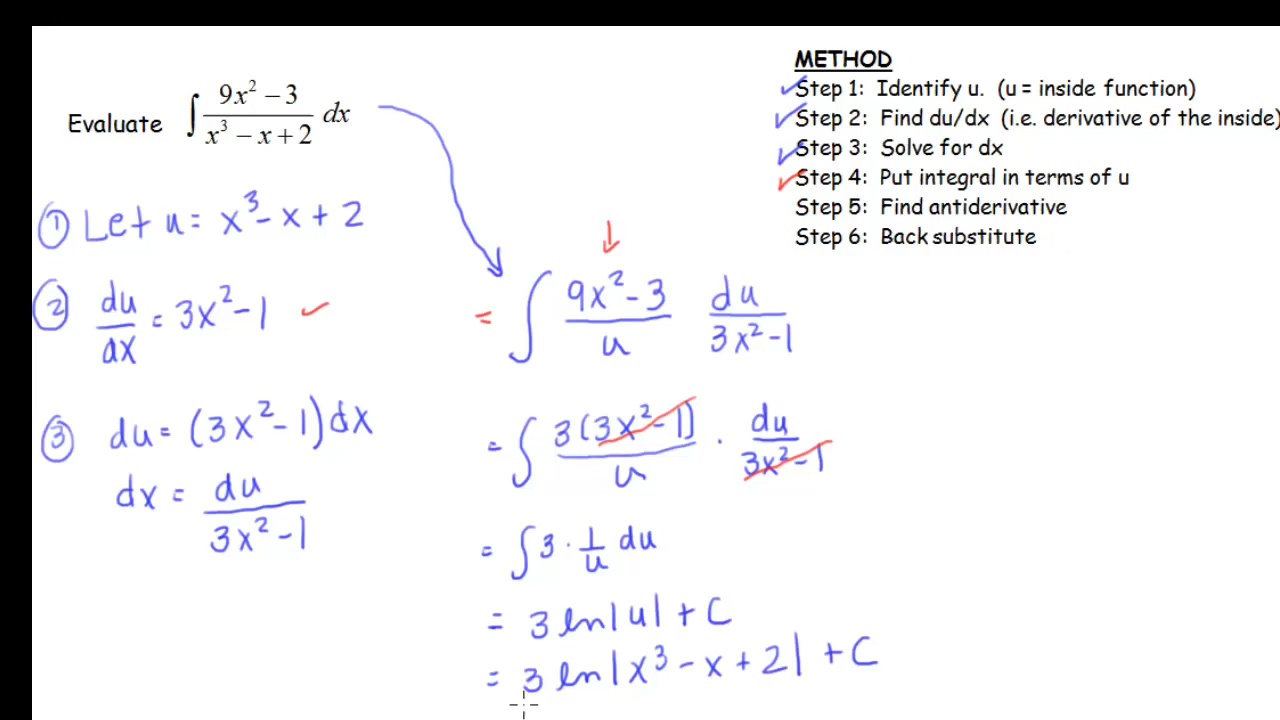 Evaluate ∫ (9x² − 3)/(x³ − x + 2) dx
METHOD
Step 1: Identify u. (u = inside function)
Step 2: Find du/dx (i.e. derivative of the inside)
Step 3: Solve for dx
Step 4: Put integral in terms of u
Step 5: Find antiderivative
Step 6: Back substitute
① Let u = x³ − x + 2
② du/dx = 3x² − 1 ✓
③ du = (3x² − 1)dx
dx = du/(3x² − 1)
= ∫ (9x² − 3)/u du/(3x² − 1)
= ∫ 3(3x² − 1)/u · du/(3x² − 1)
= ∫ 3 · 1/u du
= 3 ln|u| + C
= 3 ln|x³ − x + 2| + C